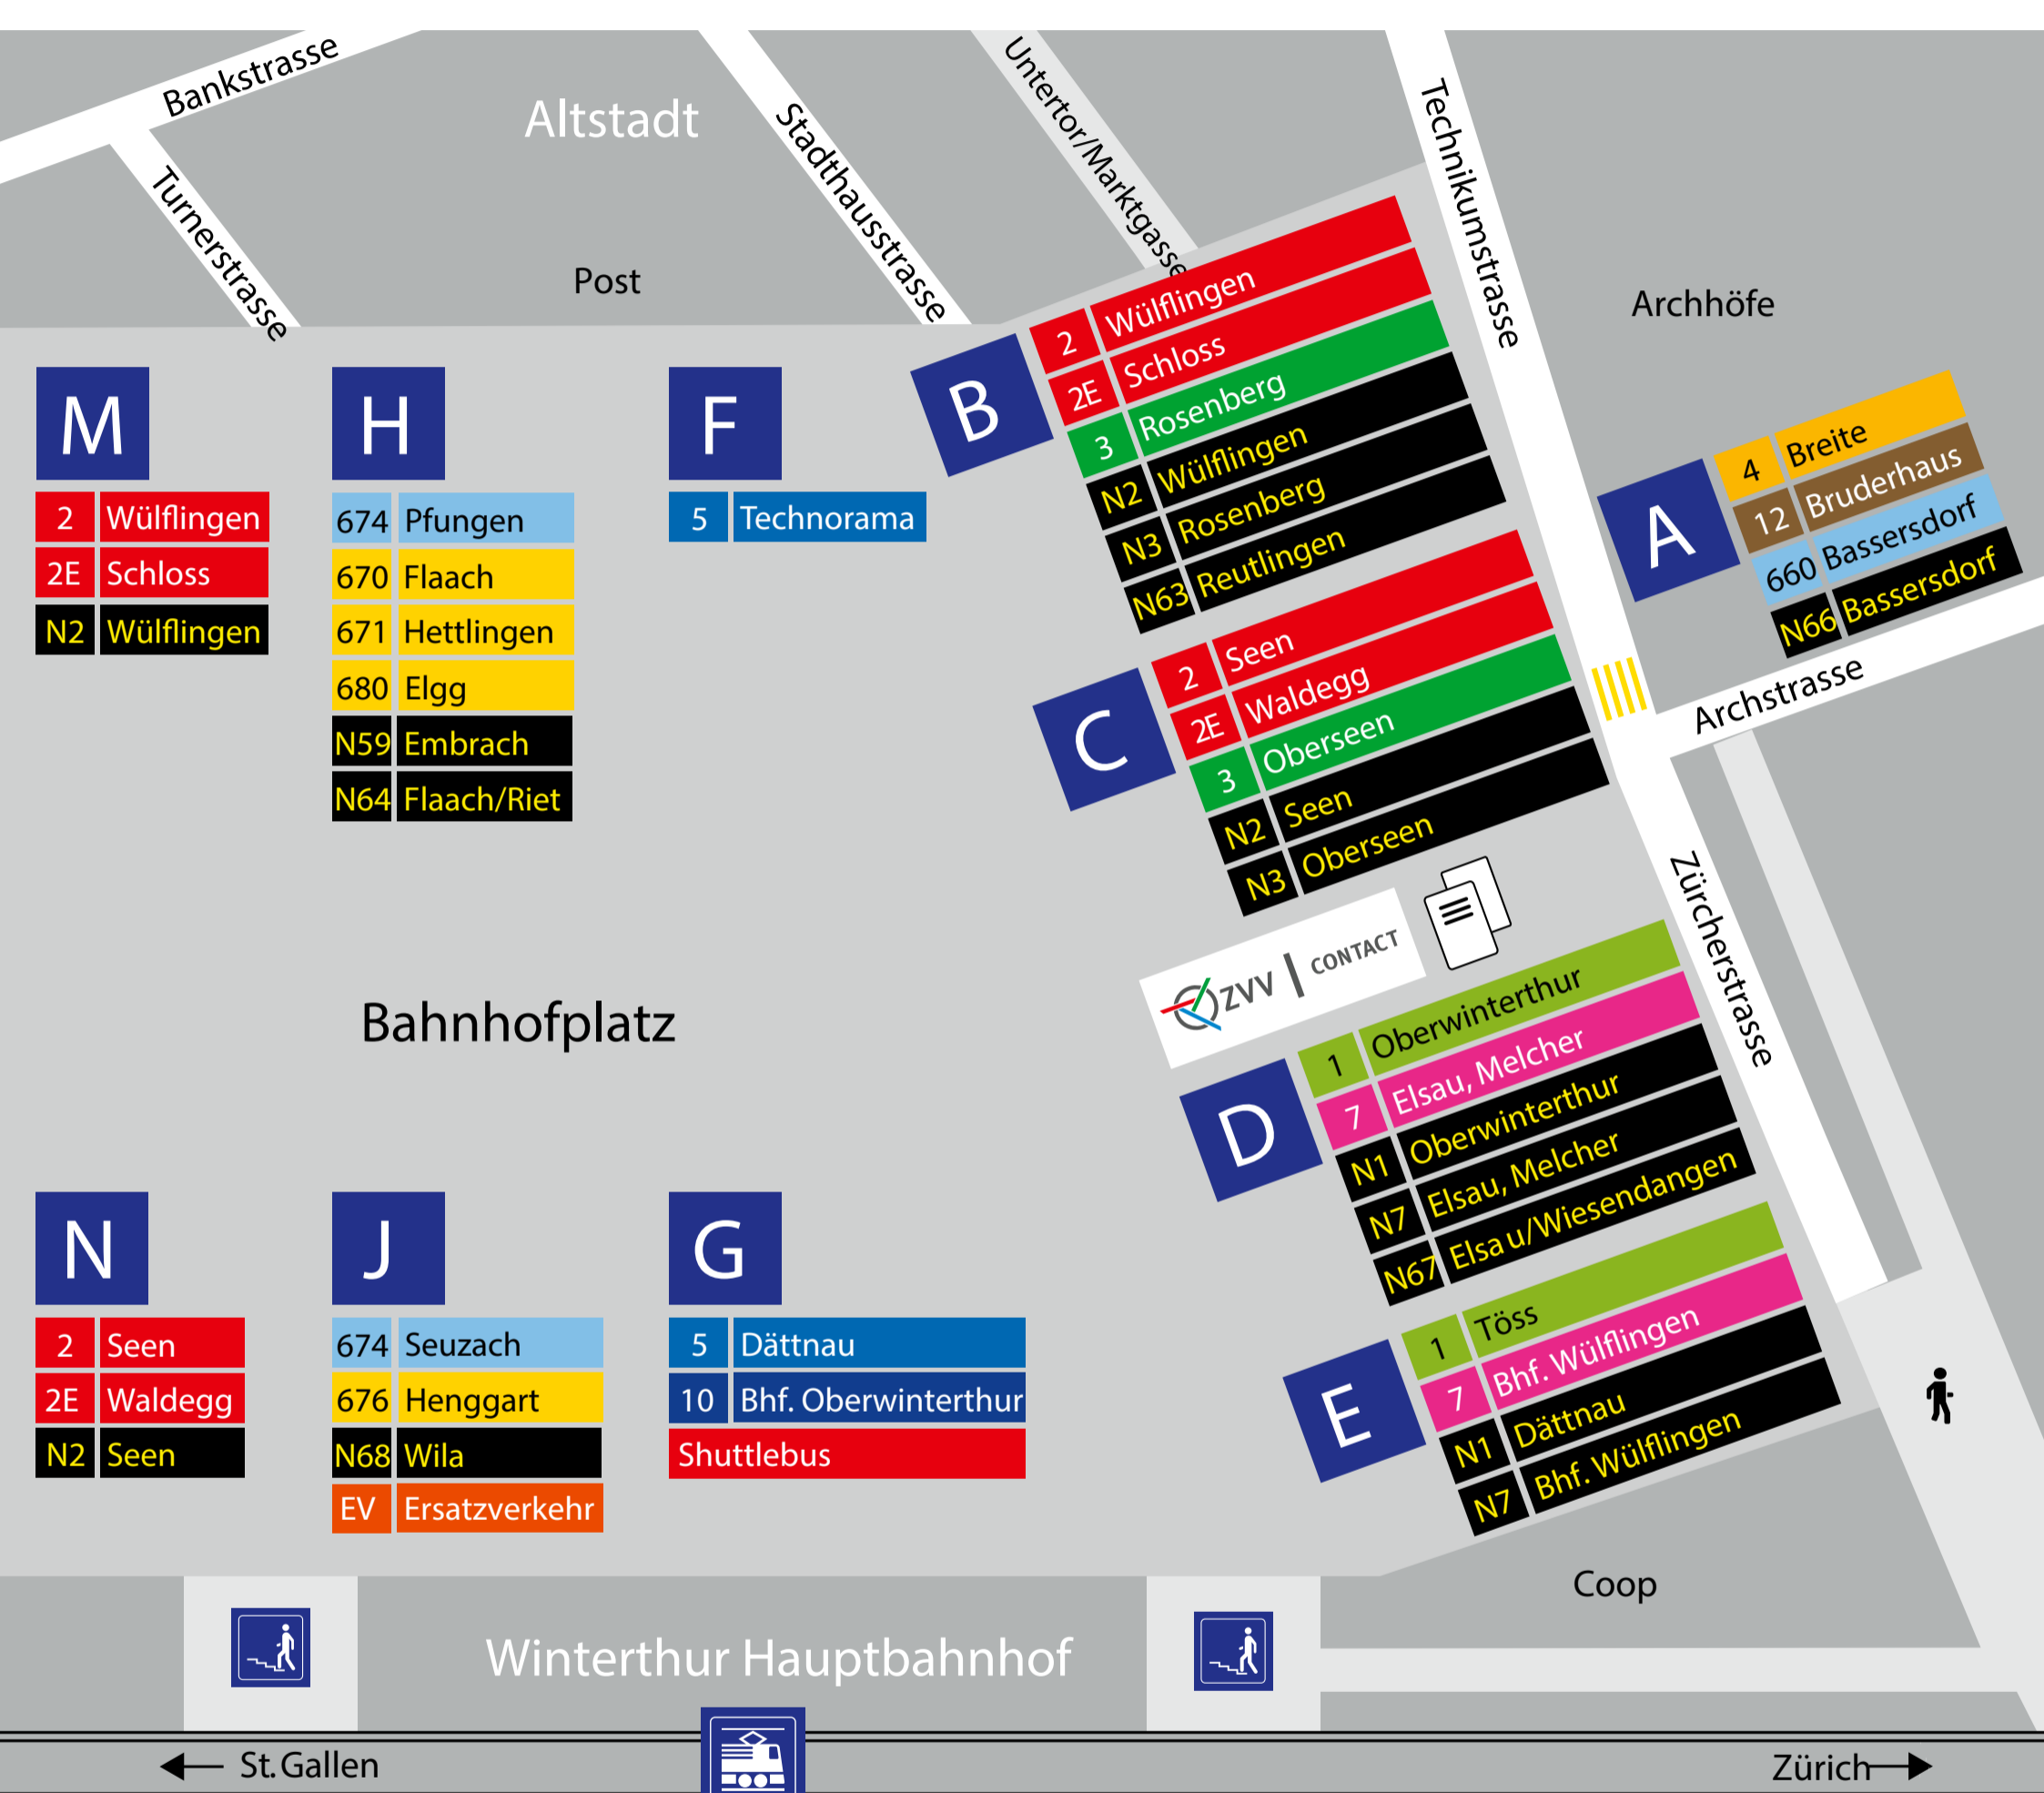 Bankstrasse
Turnerstrasse
Altstadt
Post
Stadthausstrasse
Untertor/Marktgasse
Technikumstrasse
Archhöfe
M
2 Wülflingen
2E Schloss
N2 Wülflingen
H
674 Pfungen
670 Flaach
671 Hettlingen
680 Elgg
N59 Embrach
N64 Flaach/Riet
F
5 Technorama
B
2 Wülflingen
2E Schloss
3 Rosenberg
N2 Wülflingen
N3 Rosenberg
N63 Reutlingen
A
4 Breite
12 Bruderhaus
660 Bassersdorf
N66 Bassersdorf
Archstrasse
C
2 Seen
2E Waldegg
3 Oberseen
N2 Seen
N3 Oberseen
Zürcherstrasse
ZVV | CONTACT
Bahnhofplatz
D
1 Oberwinterthur
7 Elsau, Melcher
N1 Oberwinterthur
N7 Elsau, Melcher
N67 Elsau/Wiesendangen
N
2 Seen
2E Waldegg
N2 Seen
J
674 Seuzach
676 Henggart
N68 Wila
EV Ersatzverkehr
G
5 Dättnau
10 Bhf. Oberwinterthur
Shuttlebus
E
1 Töss
7 Bhf. Wülflingen
N1 Dättnau
N7 Bhf. Wülflingen
Coop
Winterthur Hauptbahnhof
St. Gallen
Zürich